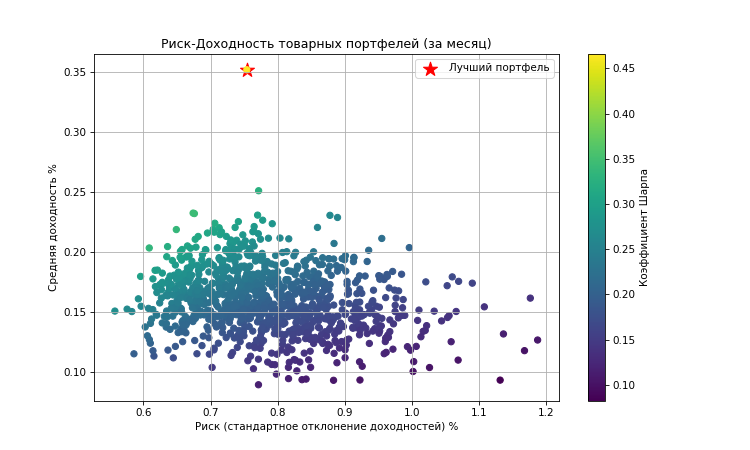 Риск-Доходность товарных портфелей (за месяц)
Лучший портфель
Средняя доходность %
0.35
0.30
0.25
0.20
0.15
0.10
0.6 0.7 0.8 0.9 1.0 1.1 1.2
Риск (стандартное отклонение доходностей) %
0.45
0.40
0.35
0.30
0.25
0.20
0.15
0.10
Коэффициент Шарпа